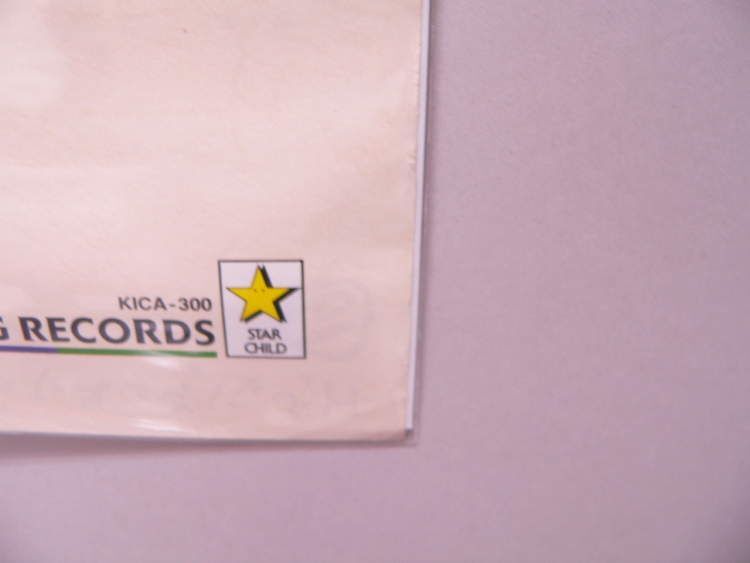 KICA-300
G RECORDS
STAR
CHILD